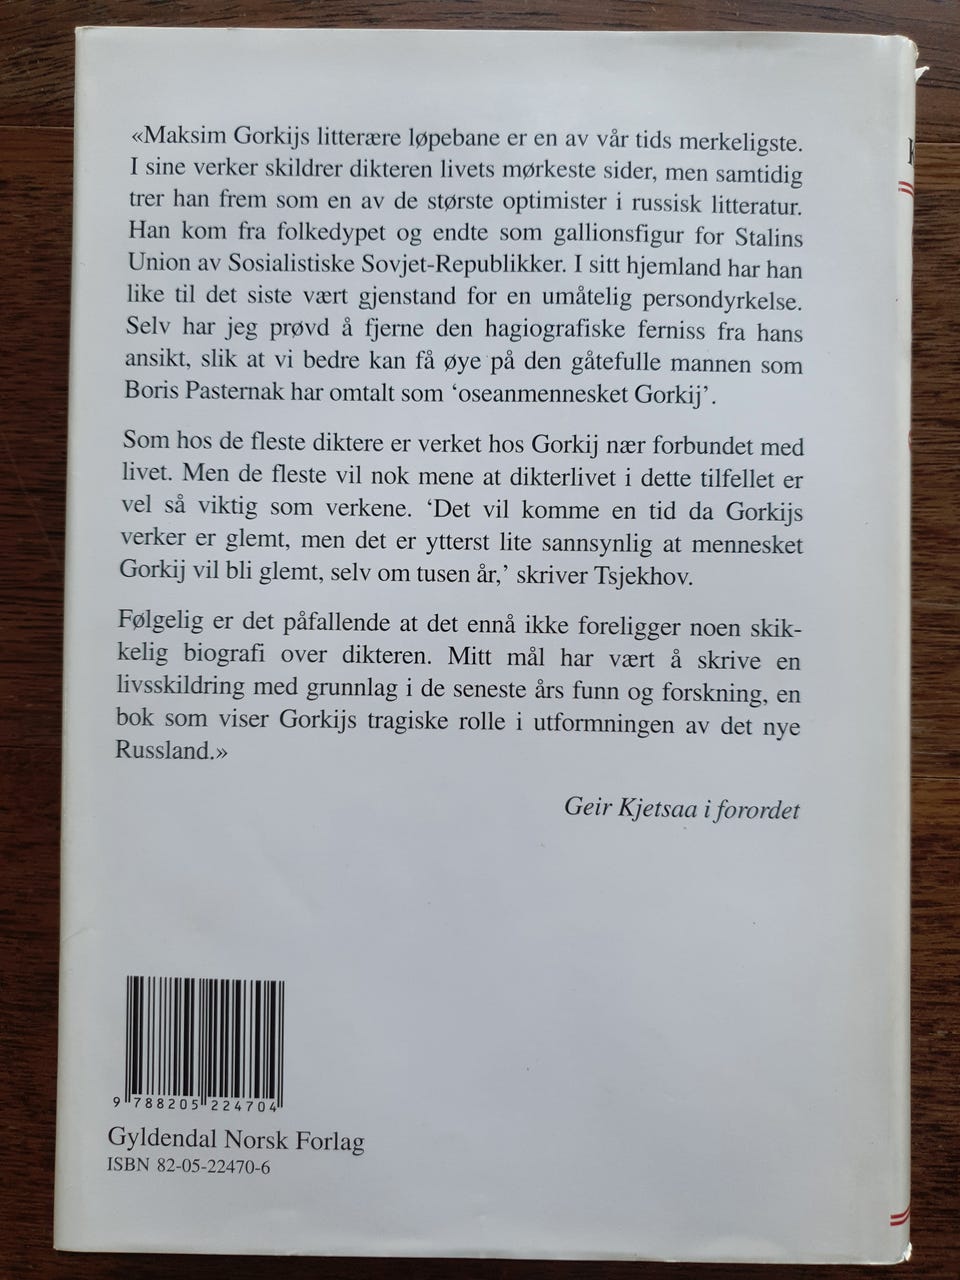 «Maksim Gorkijs litterære løpebane er en av vår tids merkeligste.
I sine verker skildrer dikteren livets mørkeste sider, men samtidig
trer han frem som en av de største optimister i russisk litteratur.
Han kom fra folkedypet og endte som gallionsfigur for Stalins
Union av Sosialistiske Sovjet-Republikker. I sitt hjemland har han
like til det siste vært gjenstand for en umåtelig persondyrkelse.
Selv har jeg prøvd å fjerne den hagiografiske ferniss fra hans
ansikt, slik at vi bedre kan få øye på den gåtefulle mannen som
Boris Pasternak har omtalt som ‘oseanmennesket Gorkij’.
Som hos de fleste diktere er verket hos Gorkij nær forbundet med
livet. Men de fleste vil nok mene at dikterlivet i dette tilfellet er
vel så viktig som verkene. ‘Det vil komme en tid da Gorkijs
verker er glemt, men det er ytterst lite sannsynlig at mennesket
Gorkij vil bli glemt, selv om tusen år,’ skriver Tsjekhov.
Følgelig er det påfallende at det ennå ikke foreligger noen skik-
kelig biografi over dikteren. Mitt mål har vært å skrive en
livsskildring med grunnlag i de seneste års funn og forskning, en
bok som viser Gorkijs tragiske rolle i utformningen av det nye
Russland.»
Geir Kjetsaa i forordet
9 788205 224704
Gyldendal Norsk Forlag
ISBN 82-05-22470-6